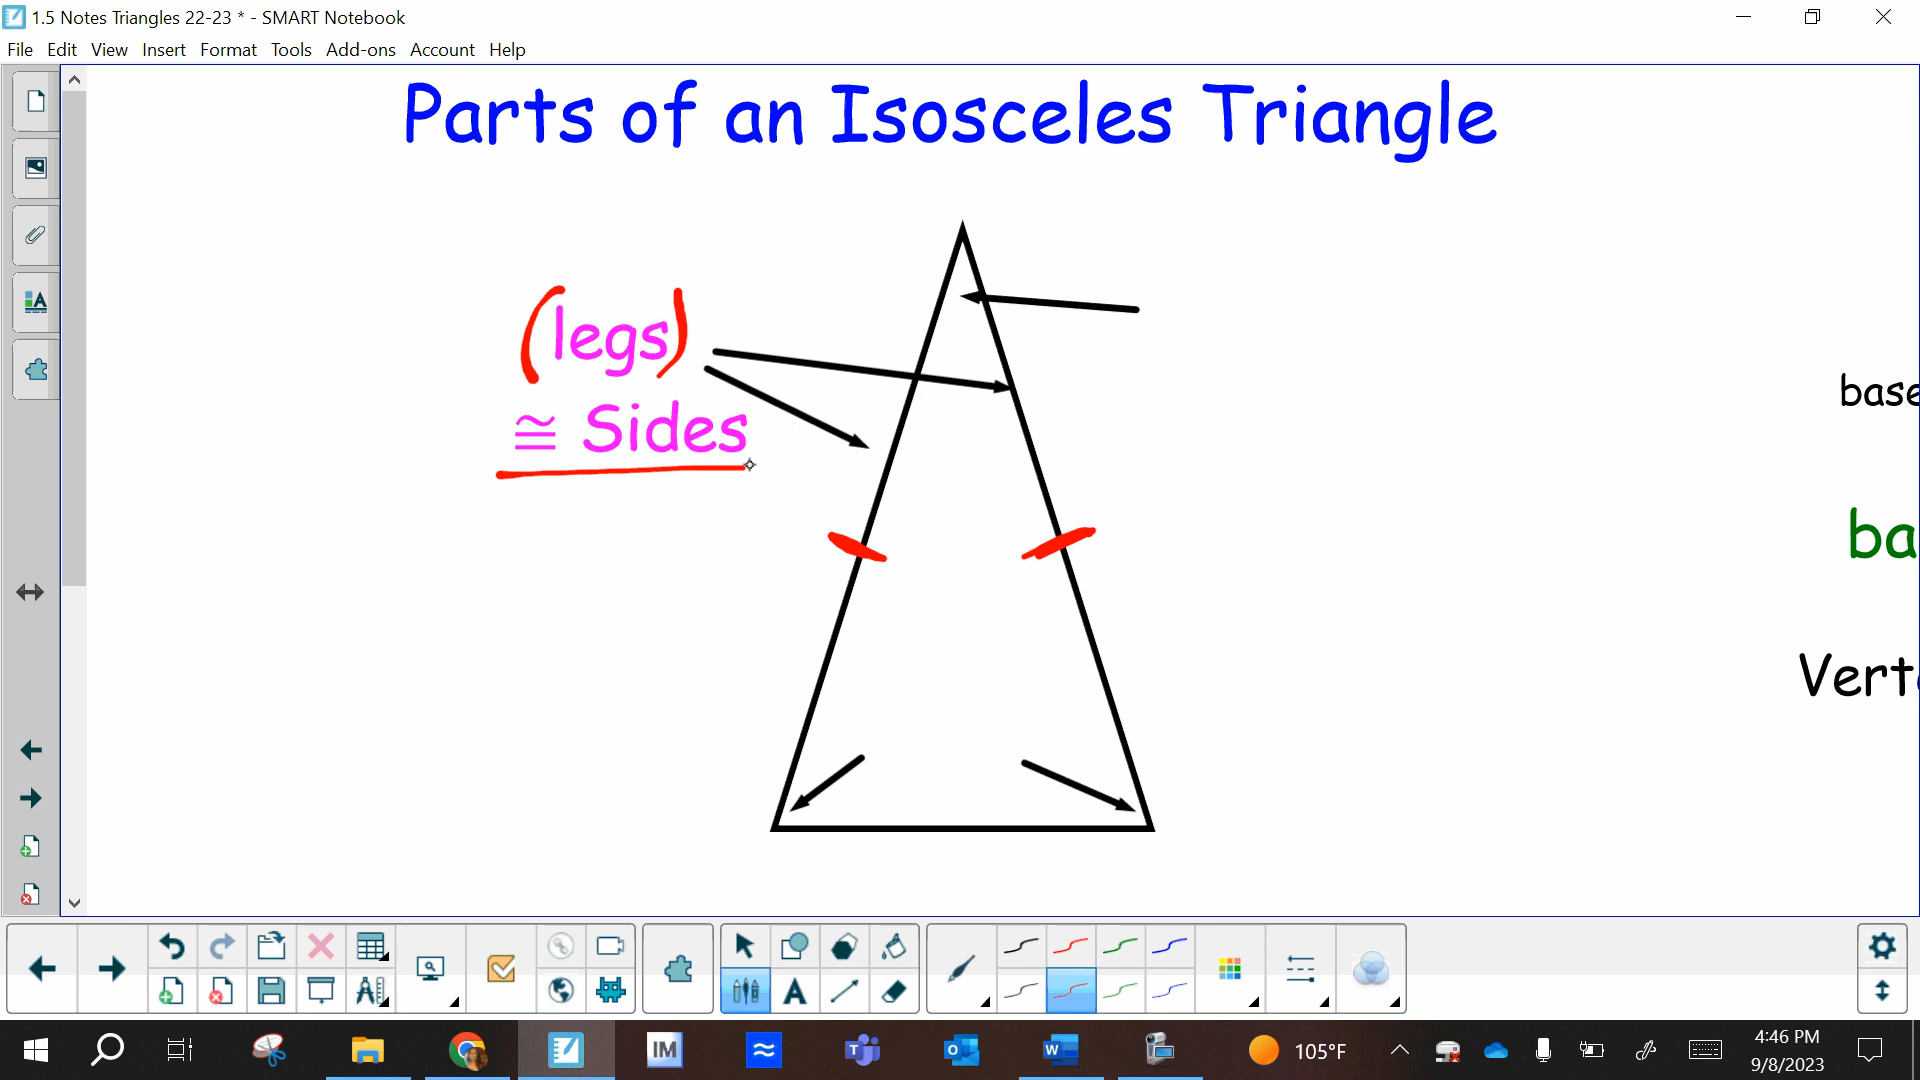 1.5 Notes Triangles 22-23 * - SMART Notebook
File Edit View Insert Format Tools Add-ons Account Help
Parts of an Isosceles Triangle
(legs)
≅ Sides
base
ba
Vert
A
A
IM
105°F
4:46 PM
9/8/2023